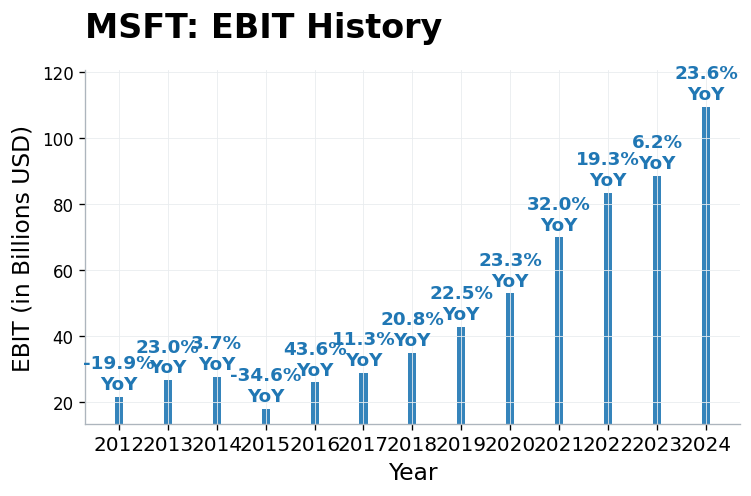 MSFT: EBIT History
EBIT (in Billions USD)
120
100
80
60
40
20
-19.9%
YoY
23.0%
YoY
3.7%
YoY
-34.6%
YoY
43.6%
YoY
11.3%
YoY
20.8%
YoY
22.5%
YoY
23.3%
YoY
32.0%
YoY
19.3%
YoY
6.2%
YoY
23.6%
YoY
2012 2013 2014 2015 2016 2017 2018 2019 2020 2021 2022 2023 2024
Year